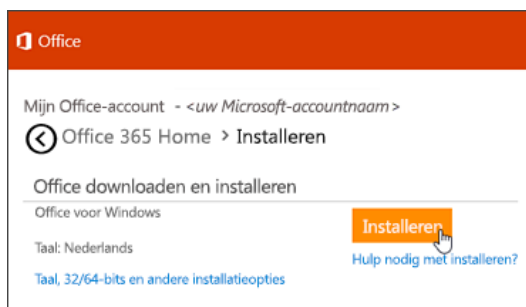 Office
Mijn Office-account - <uw Microsoft-accountnaam>
Office 365 Home > Installeren
Office downloaden en installeren
Office voor Windows
Installeren
Taal: Nederlands
Hulp nodig met installeren?
Taal, 32/64-bits en andere installatieopties